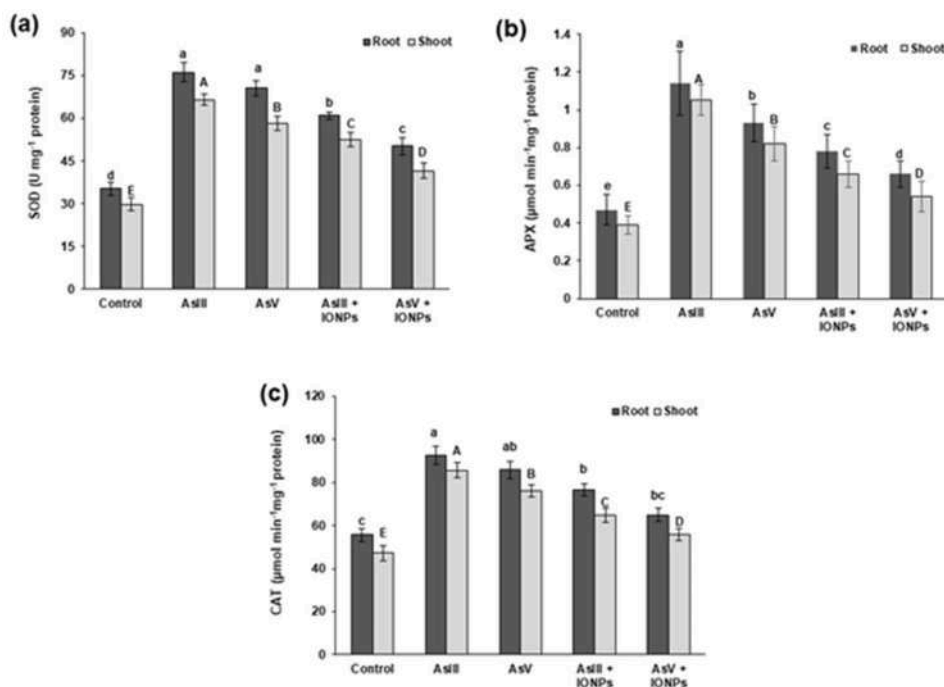 (a)
90
75
60
45
30
15
0
SOD (U mg⁻¹ protein)
Root Shoot
d E
a A
a B
b C
c D
Control AsIII AsV AsIII + IONPs AsV + IONPs
(b)
1.4
1.2
1
0.8
0.6
0.4
0.2
0
APX (µmol min⁻¹mg⁻¹ protein)
Root Shoot
e E
a A
b B
c C
d D
Control AsIII AsV AsIII + IONPs AsV + IONPs
(c)
120
100
80
60
40
20
0
CAT (µmol min⁻¹mg⁻¹ protein)
Root Shoot
c E
a A
ab B
b C
bc D
Control AsIII AsV AsIII + IONPs AsV + IONPs